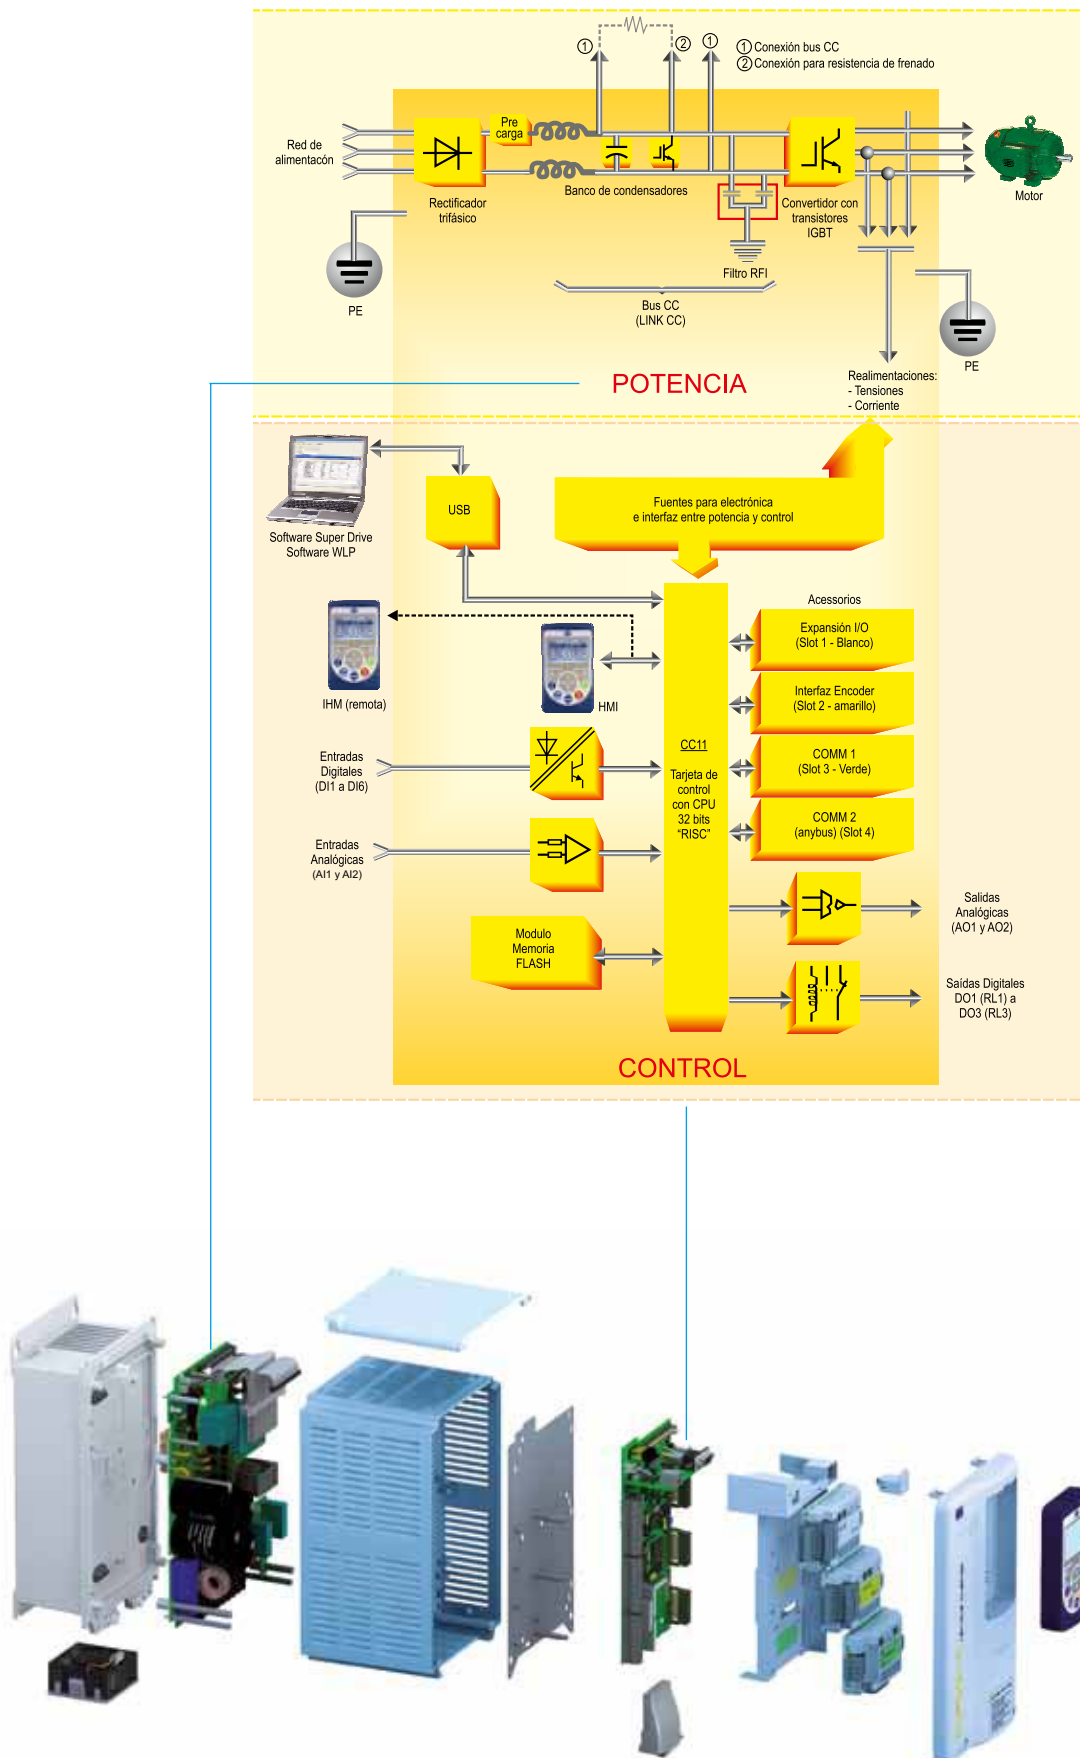 ① Conexión bus CC
② Conexión para resistencia de frenado
1
2
1
Pre
carga
Red de
alimentacón
Rectificador
trifásico
Banco de condensadores
Convertidor con
transistores
IGBT
Motor
Filtro RFI
PE
Bus CC
(LINK CC)
PE
POTENCIA
Realimentaciones:
- Tensiones
- Corriente
USB
Software Super Drive
Software WLP
Fuentes para electrónica
e interfaz entre potencia y control
Acessorios
Expansión I/O
(Slot 1 - Blanco)
IHM (remota)
HMI
Interfaz Encoder
(Slot 2 - amarillo)
CC11
Tarjeta de
control
con CPU
32 bits
“RISC”
Entradas
Digitales
(DI1 a DI6)
COMM 1
(Slot 3 - Verde)
COMM 2
(anybus) (Slot 4)
Entradas
Analógicas
(AI1 y AI2)
Salidas
Analógicas
(AO1 y AO2)
Modulo
Memoria
FLASH
Saídas Digitales
DO1 (RL1) a
DO3 (RL3)
CONTROL